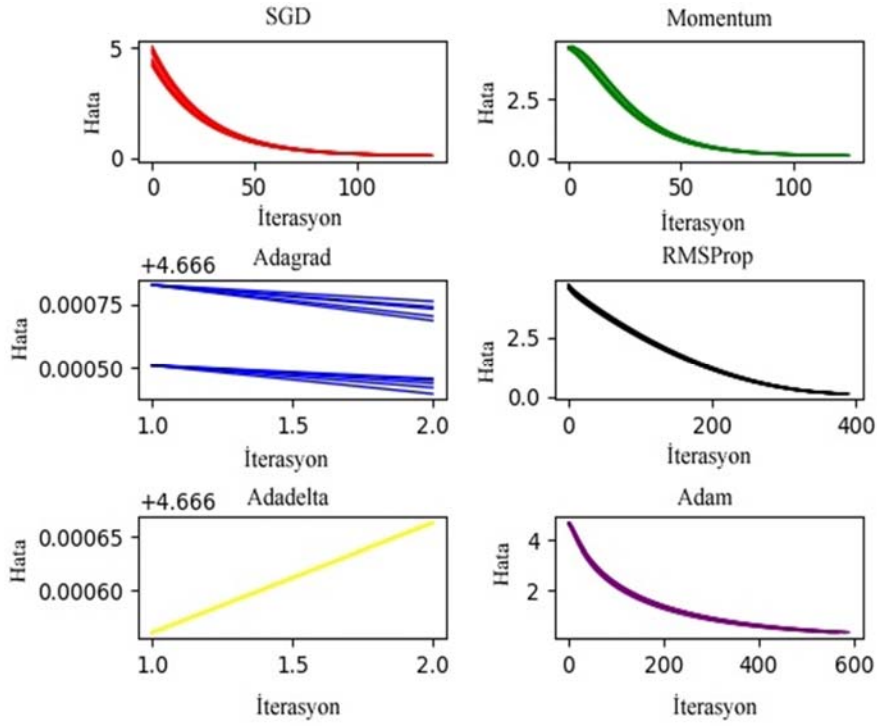 SGD
5
0
Hata
0 50 100
İterasyon
Momentum
2.5
0.0
Hata
0 50 100
İterasyon
+4.666
Adagrad
0.00075
0.00050
Hata
1.0 1.5 2.0
İterasyon
RMSProp
2.5
0.0
Hata
0 200 400
İterasyon
+4.666
Adadelta
0.00065
0.00060
Hata
1.0 1.5 2.0
İterasyon
Adam
4
2
Hata
0 200 400 600
İterasyon